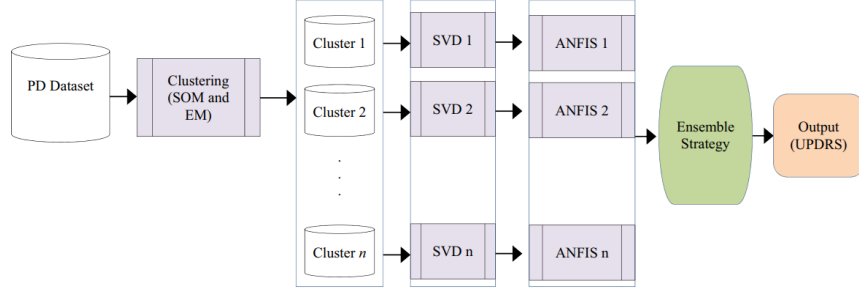 PD Dataset
Clustering
(SOM and
EM)
Cluster 1
SVD 1
ANFIS 1
Cluster 2
SVD 2
ANFIS 2
.
.
.
Cluster n
SVD n
ANFIS n
Ensemble
Strategy
Output
(UPDRS)